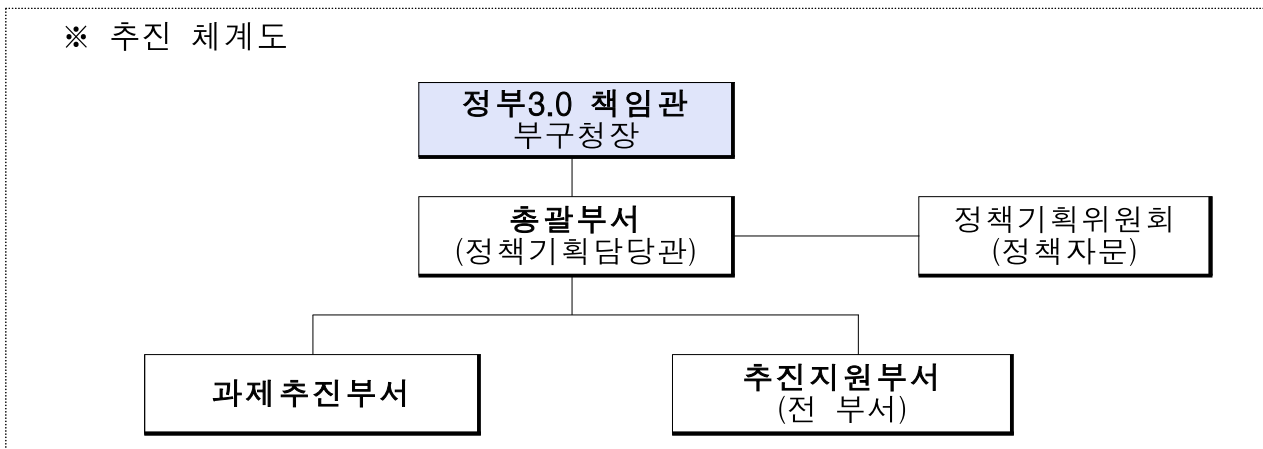 ※ 추진 체계도
정부3.0 책임관
부구청장
총괄부서
(정책기획담당관)
정책기획위원회
(정책자문)
과제추진부서
추진지원부서
(전 부서)